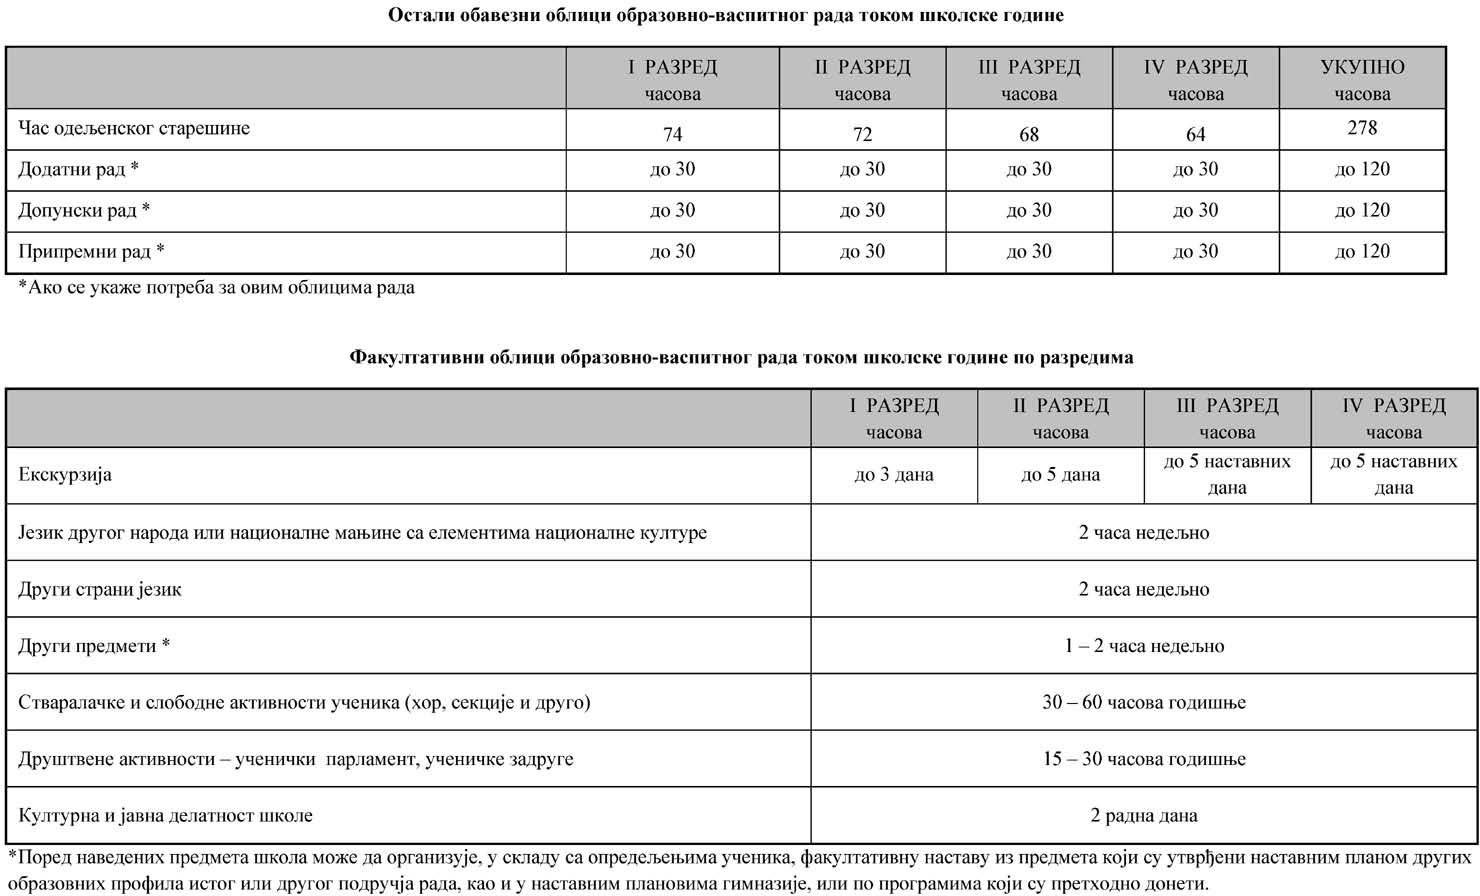 Остали обавезни облици образовно-васпитног рада током школске године
I РАЗРЕД часова II РАЗРЕД часова III РАЗРЕД часова IV РАЗРЕД часова УКУПНО часова
Час одељенског старешине 74 72 68 64 278
Додатни рад * до 30 до 30 до 30 до 30 до 120
Допунски рад * до 30 до 30 до 30 до 30 до 120
Припремни рад * до 30 до 30 до 30 до 30 до 120
*Ако се укаже потреба за овим облицима рада
Факултативни облици образовно-васпитног рада током школске године по разредима
I РАЗРЕД часова II РАЗРЕД часова III РАЗРЕД часова IV РАЗРЕД часова
Екскурзија до 3 дана до 5 дана до 5 наставних дана до 5 наставних дана
Језик другог народа или националне мањине са елементима националне културе 2 часа недељно
Други страни језик 2 часа недељно
Други предмети * 1 – 2 часа недељно
Стваралачке и слободне активности ученика (хор, секције и друго) 30 – 60 часова годишње
Друштвене активности – ученички парламент, ученичке задруге 15 – 30 часова годишње
Културна и јавна делатност школе 2 радна дана
*Поред наведених предмета школа може да организује, у складу са опредељењима ученика, факултативну наставу из предмета који су утврђени наставним планом других
образовних профила истог или другог подручја рада, као и у наставним плановима гимназије, или по програмима који су претходно донети.